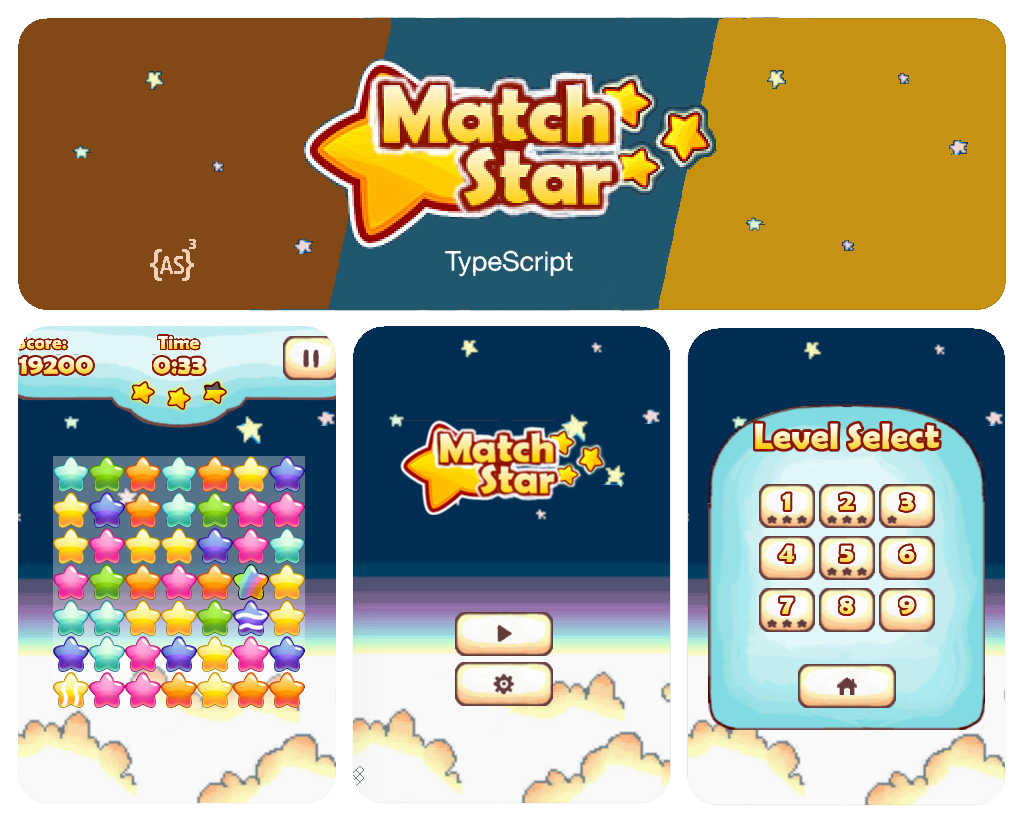 Match
Star
{AS}³
TypeScript
Score:
19200
Time
0:33
Match
Star
Level Select
1 2 3
4 5 6
7 8 9